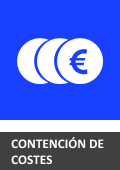 €
CONTENCIÓN DE
COSTES